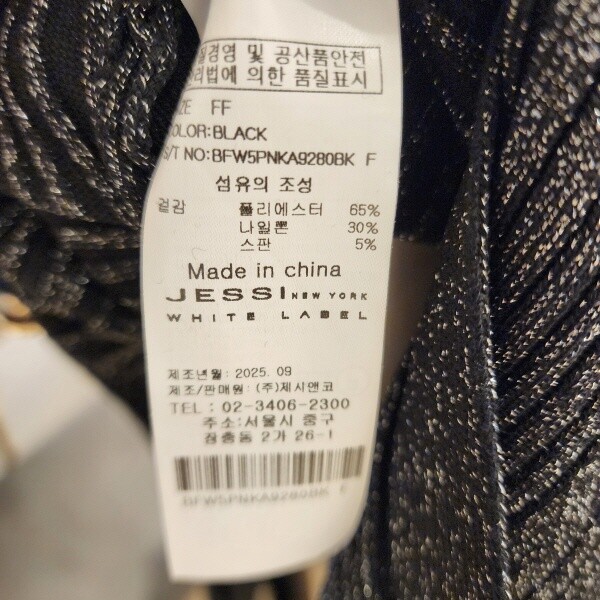 질경영 및 공산품안전
관리법에 의한 품질표시
ZE FF
COLOR:BLACK
S/T NO:BFW5PNKA9280BK F
섬유의 조성
겉감 폴리에스터 65%
나일론 30%
스판 5%
Made in china
JESSI NEW YORK
WHITE LABEL
제조년월: 2025. 09
제조/판매원: (주)제시앤코
TEL : 02-3406-2300
주소:서울시 중구
장충동 2가 26-1
BFW5PNKA9280BK F